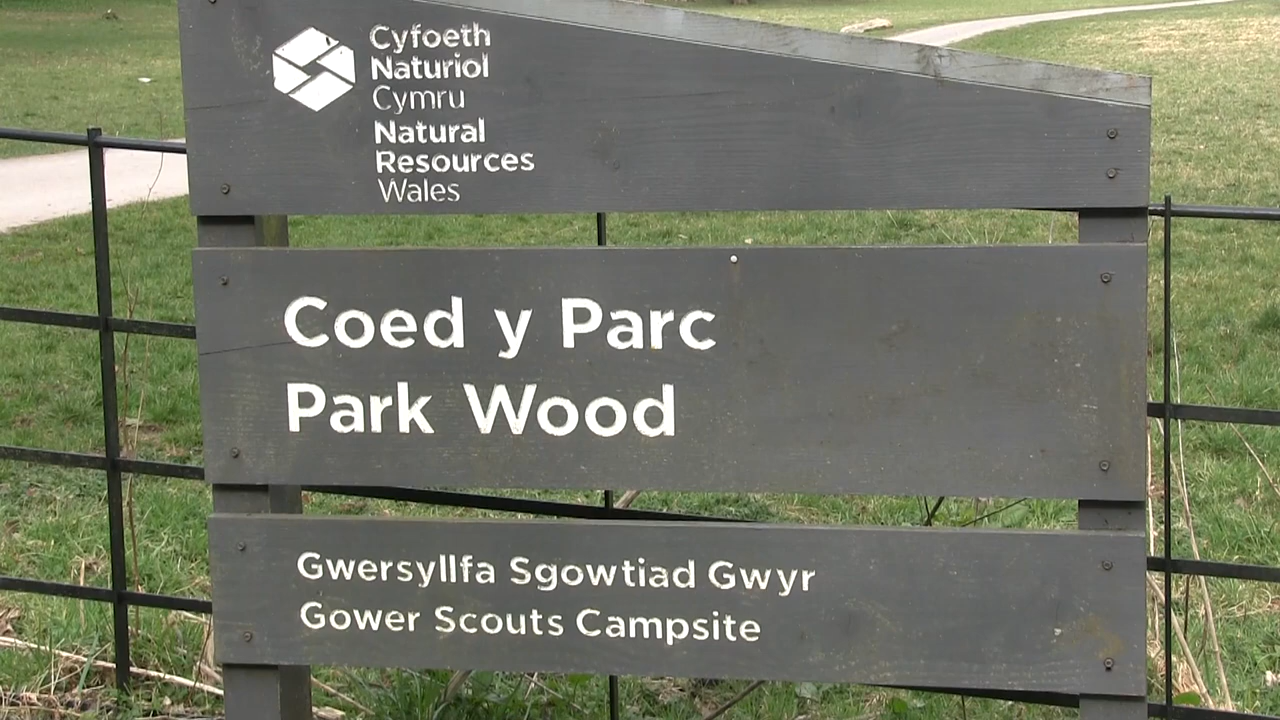 Cyfoeth
Naturiol
Cymru
Natural
Resources
Wales
Coed y Parc
Park Wood
Gwersyllfa Sgowtiad Gwyr
Gower Scouts Campsite